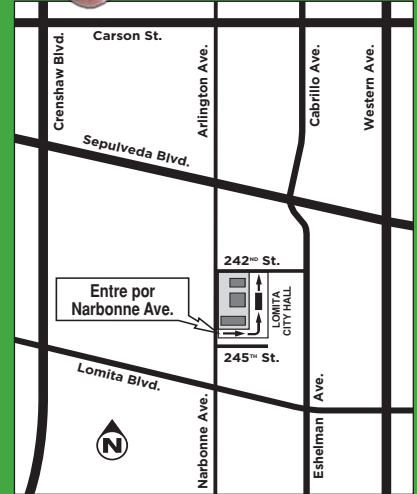 Carson St.
Crenshaw Blvd.
Arlington Ave.
Cabrillo Ave.
Western Ave.
Sepulveda Blvd.
242ND St.
Entre por
Narbonne Ave.
LOMITA
CITY HALL
245TH St.
Lomita Blvd.
Narbonne Ave.
Eshelman Ave.
N